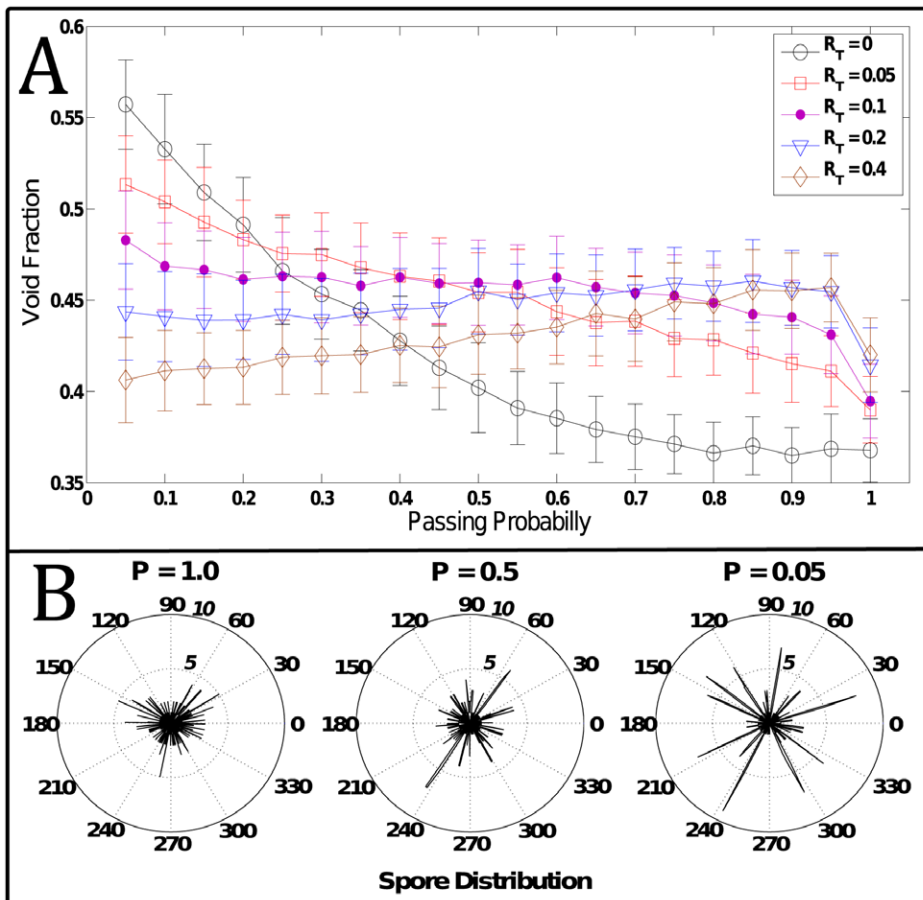 A
0.6
0.55
0.5
0.45
0.4
0.35
Void Fraction
0 0.1 0.2 0.3 0.4 0.5 0.6 0.7 0.8 0.9 1
Passing Probabilly
R_T = 0
R_T = 0.05
R_T = 0.1
R_T = 0.2
R_T = 0.4
B
P = 1.0
90 10
120 60
5
150 30
180 0
210 330
240 300
270
P = 0.5
90 10
120 60
5
150 30
180 0
210 330
240 300
270
P = 0.05
90 10
120 60
5
150 30
180 0
210 330
240 300
270
Spore Distribution